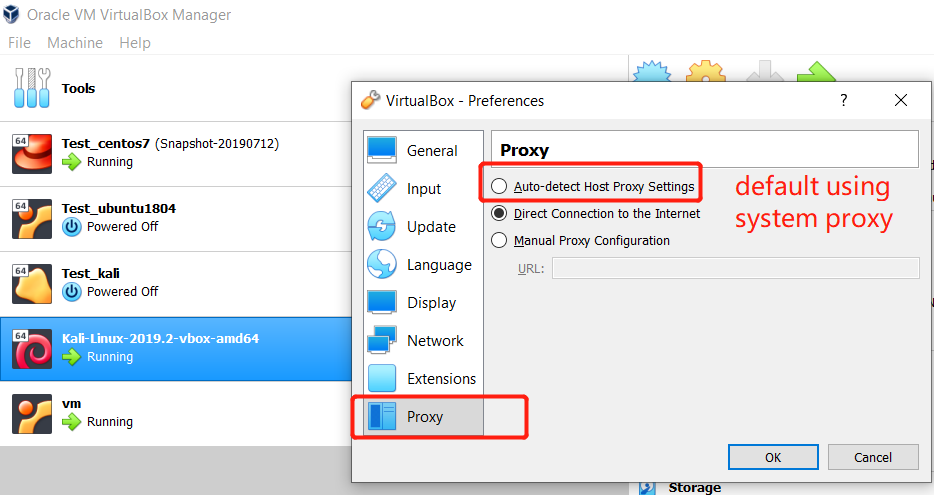 Oracle VM VirtualBox Manager
File Machine Help
Tools
64
Test_centos7 (Snapshot-20190712)
Running
64
Test_ubuntu1804
Powered Off
64
Test_kali
Powered Off
64
Kali-Linux-2019.2-vbox-amd64
Running
vm
Running
VirtualBox - Preferences
?
General
Input
Update
Language
Display
Network
Extensions
Proxy
Proxy
Auto-detect Host Proxy Settings
Direct Connection to the Internet
Manual Proxy Configuration
URL:
default using
system proxy
OK Cancel
Storage